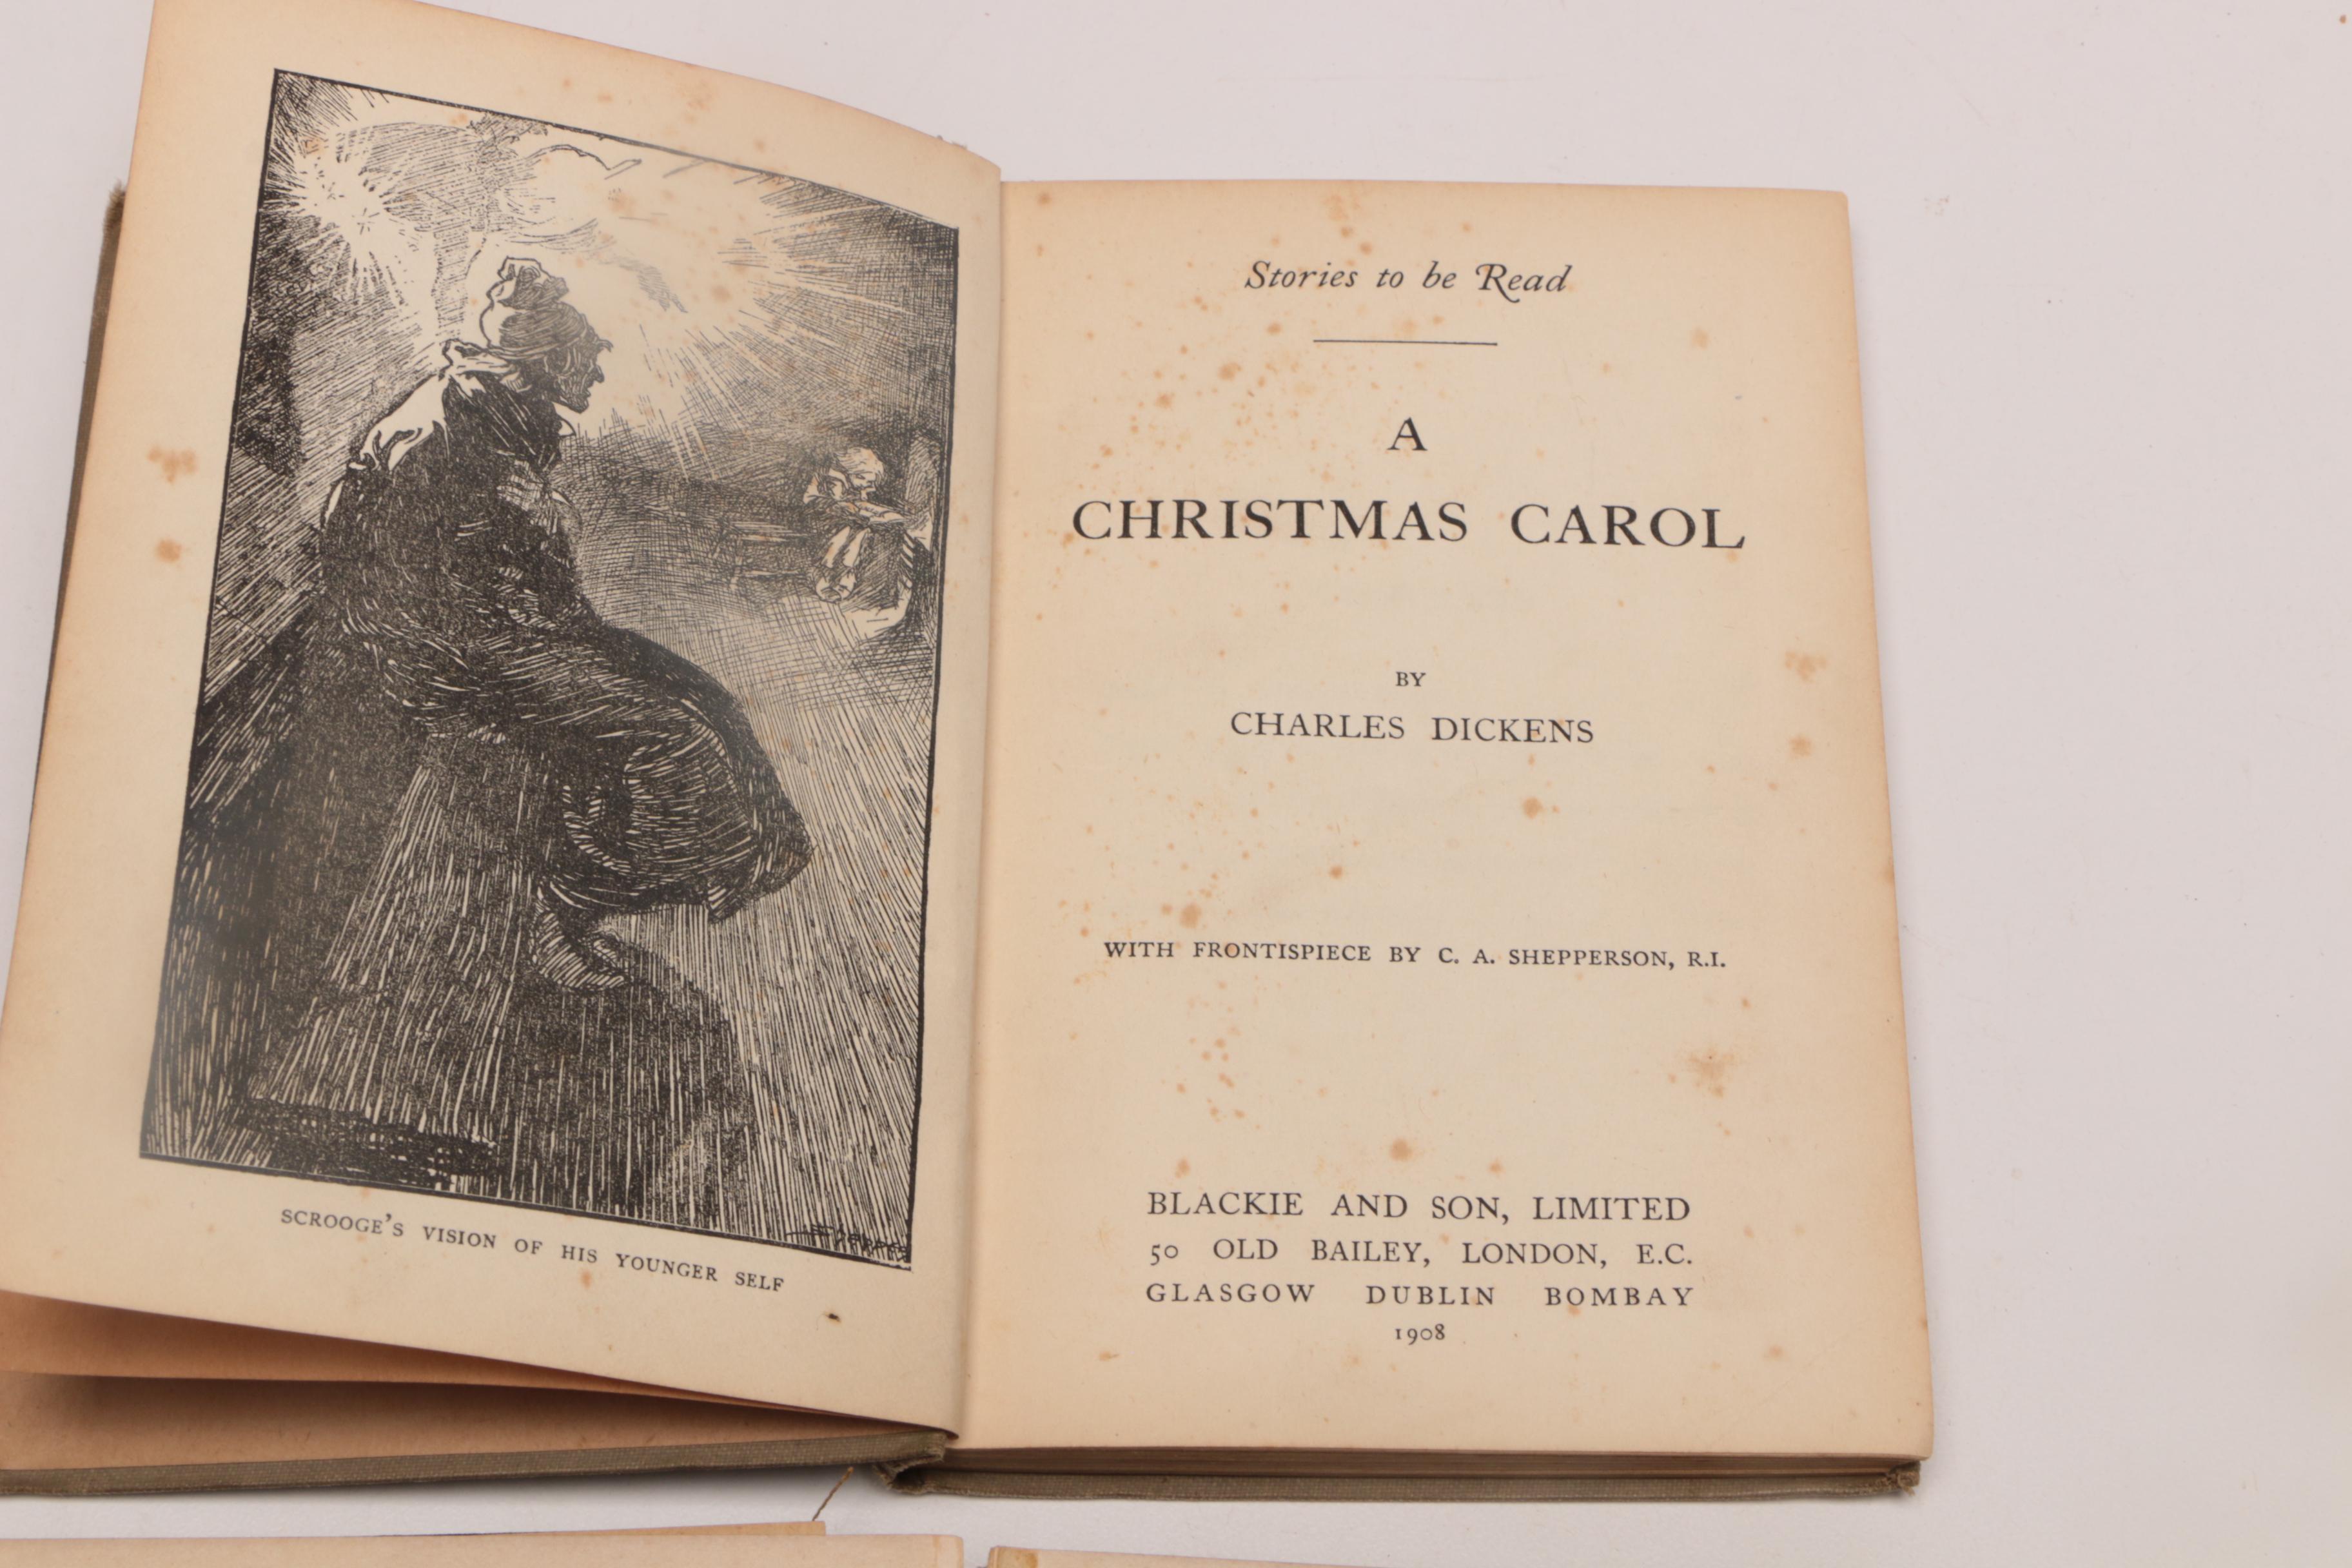 SCROOGE'S VISION OF HIS YOUNGER SELF
Stories to be Read
A
CHRISTMAS CAROL
BY
CHARLES DICKENS
WITH FRONTISPIECE BY C. A. SHEPPERSON, R.I.
BLACKIE AND SON, LIMITED
50 OLD BAILEY, LONDON, E.C.
GLASGOW DUBLIN BOMBAY
1908